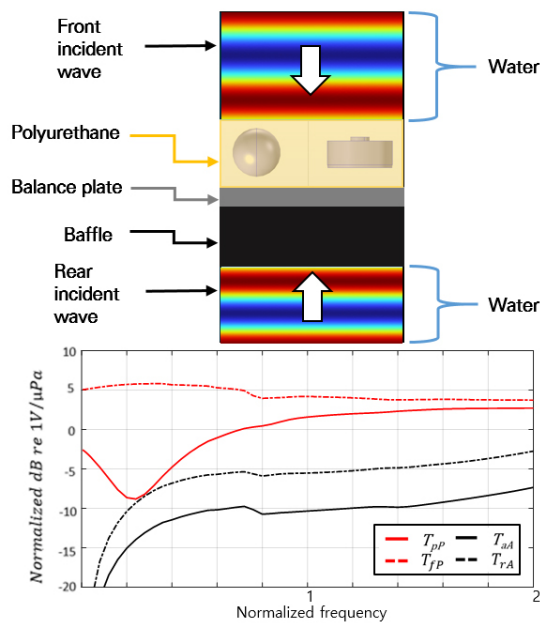 Front
incident
wave
Water
Polyurethane
Balance plate
Baffle
Rear
incident
wave
Water
Normalized dB re 1V/μPa
10
5
0
-5
-10
-15
-20
T_pP
T_aA
T_fP
T_rA
1
2
Normalized frequency